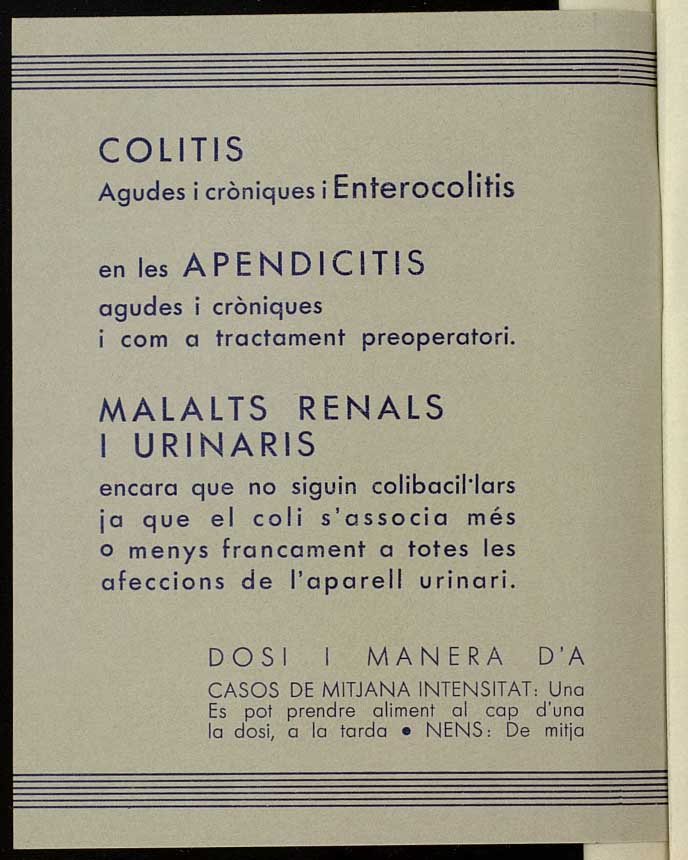 COLITIS
Agudes i cròniques i Enterocolitis
en les APENDICITIS
agudes i cròniques
i com a tractament preoperatori.
MALALTS RENALS
I URINARIS
encara que no siguin colibacil·lars
ja que el coli s'associa més
o menys francament a totes les
afeccions de l'aparell urinari.
DOSI I MANERA D'A
CASOS DE MITJANA INTENSITAT: Una
Es pot prendre aliment al cap d'una
la dosi, a la tarda ● NENS: De mitja